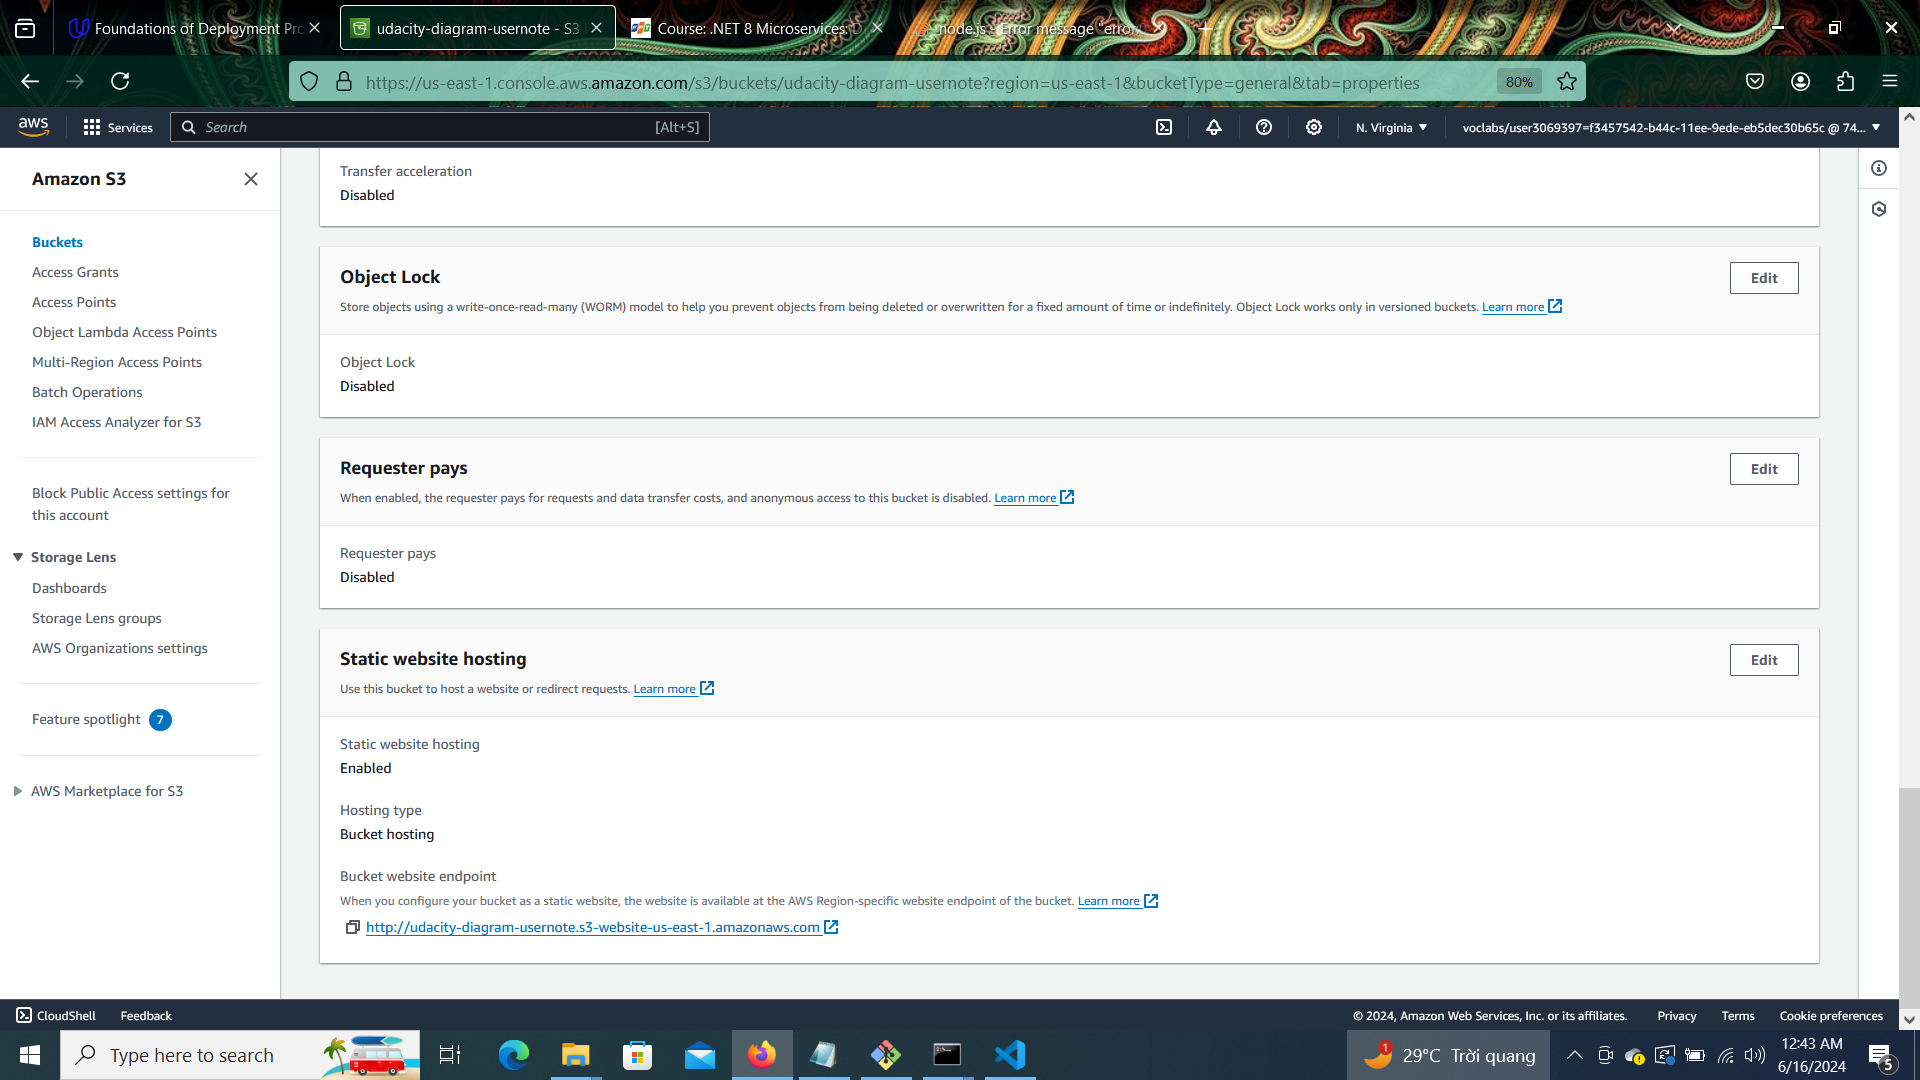 Foundations of Deployment Pro
udacity-diagram-usernote - S3
Course: .NET 8 Microservices: D
node.js - Error message "error:
https://us-east-1.console.aws.amazon.com/s3/buckets/udacity-diagram-usernote?region=us-east-1&bucketType=general&tab=properties
80%
aws
Services
Search
[Alt+S]
N. Virginia
voclabs/user3069397=f3457542-b44c-11ee-9ede-eb5dec30b65c @ 74...
Amazon S3
Buckets
Access Grants
Access Points
Object Lambda Access Points
Multi-Region Access Points
Batch Operations
IAM Access Analyzer for S3
Block Public Access settings for
this account
Storage Lens
Dashboards
Storage Lens groups
AWS Organizations settings
Feature spotlight 7
AWS Marketplace for S3
Transfer acceleration
Disabled
Object Lock
Edit
Store objects using a write-once-read-many (WORM) model to help you prevent objects from being deleted or overwritten for a fixed amount of time or indefinitely. Object Lock works only in versioned buckets. Learn more
Object Lock
Disabled
Requester pays
Edit
When enabled, the requester pays for requests and data transfer costs, and anonymous access to this bucket is disabled. Learn more
Requester pays
Disabled
Static website hosting
Edit
Use this bucket to host a website or redirect requests. Learn more
Static website hosting
Enabled
Hosting type
Bucket hosting
Bucket website endpoint
When you configure your bucket as a static website, the website is available at the AWS Region-specific website endpoint of the bucket. Learn more
http://udacity-diagram-usernote.s3-website-us-east-1.amazonaws.com
CloudShell
Feedback
© 2024, Amazon Web Services, Inc. or its affiliates.
Privacy
Terms
Cookie preferences
Type here to search
1
29°C Trời quang
12:43 AM
6/16/2024
5